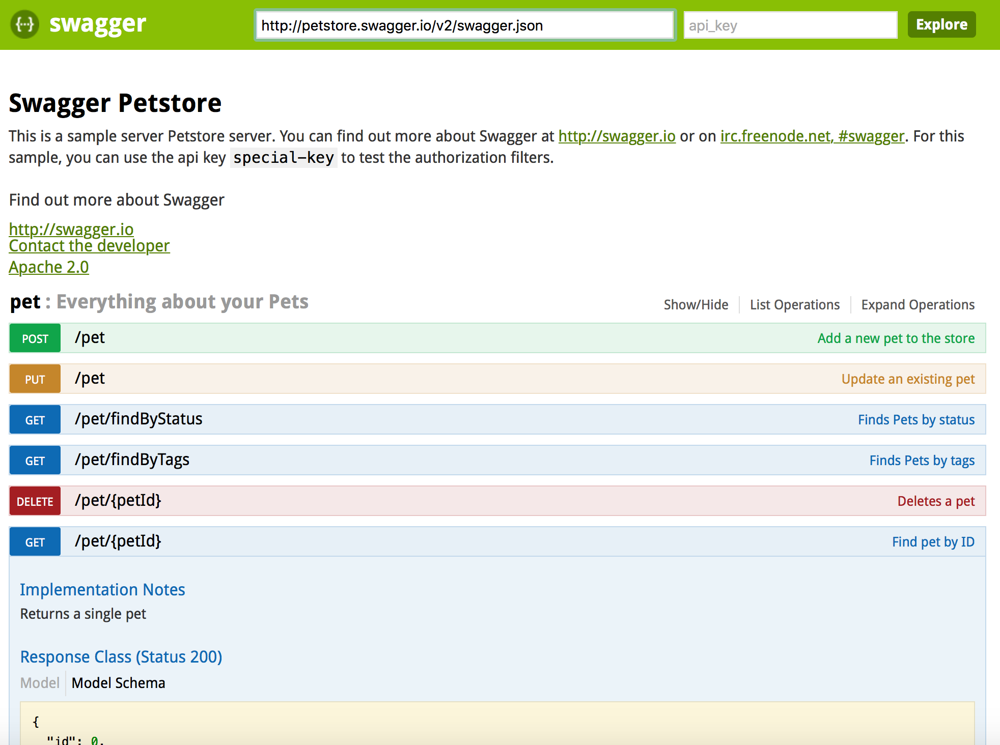 {···} swagger http://petstore.swagger.io/v2/swagger.json api_key Explore
Swagger Petstore
This is a sample server Petstore server. You can find out more about Swagger at http://swagger.io or on irc.freenode.net, #swagger. For this
sample, you can use the api key special-key to test the authorization filters.
Find out more about Swagger
http://swagger.io
Contact the developer
Apache 2.0
pet : Everything about your Pets Show/Hide List Operations Expand Operations
POST /pet Add a new pet to the store
PUT /pet Update an existing pet
GET /pet/findByStatus Finds Pets by status
GET /pet/findByTags Finds Pets by tags
DELETE /pet/{petId} Deletes a pet
GET /pet/{petId} Find pet by ID
Implementation Notes
Returns a single pet
Response Class (Status 200)
Model Model Schema
{
"id": 0,